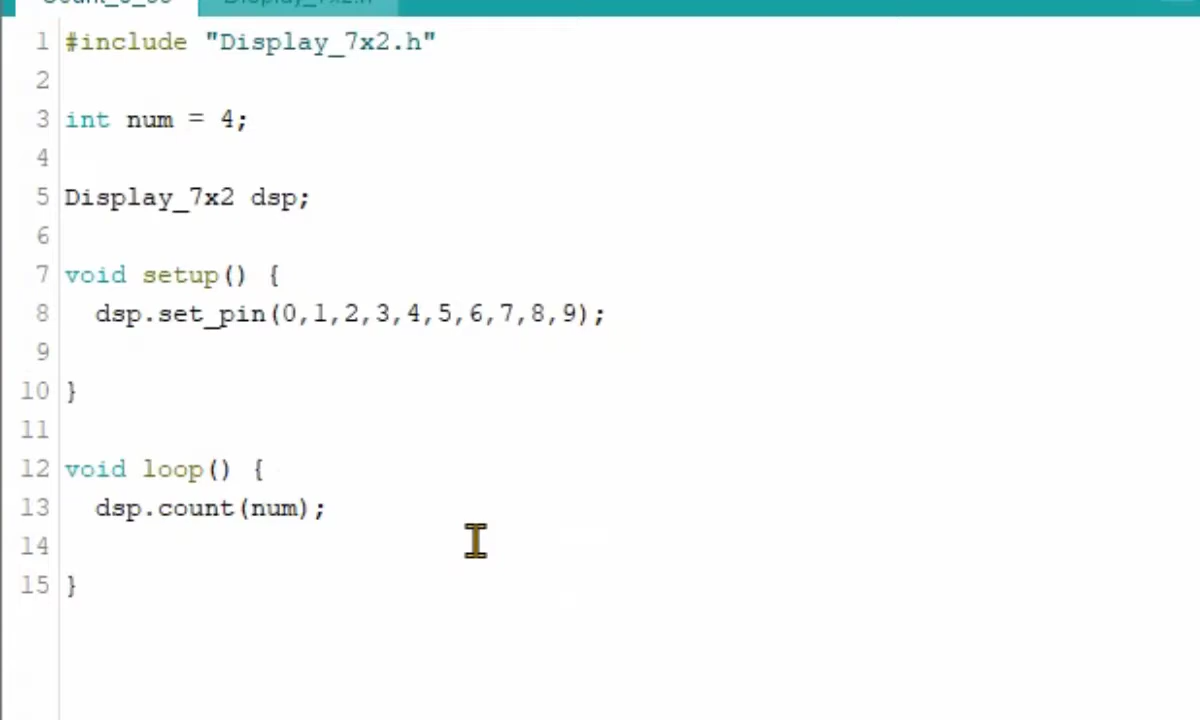 1 #include "Display_7x2.h"
2
3 int num = 4;
4
5 Display_7x2 dsp;
6
7 void setup() {
8 dsp.set_pin(0,1,2,3,4,5,6,7,8,9);
9
10 }
11
12 void loop() {
13 dsp.count(num);
14
15 }